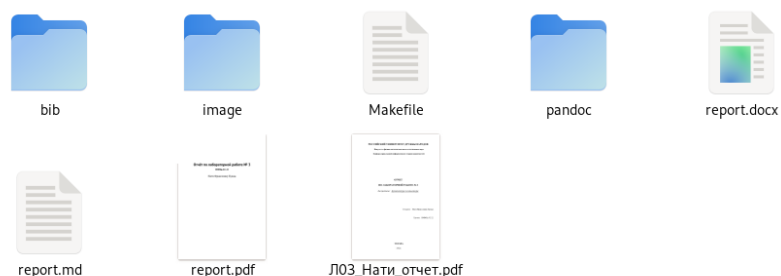 bib
image
Makefile
pandoc
report.docx
report.md
report.pdf
Л03_Нати_отчет.pdf